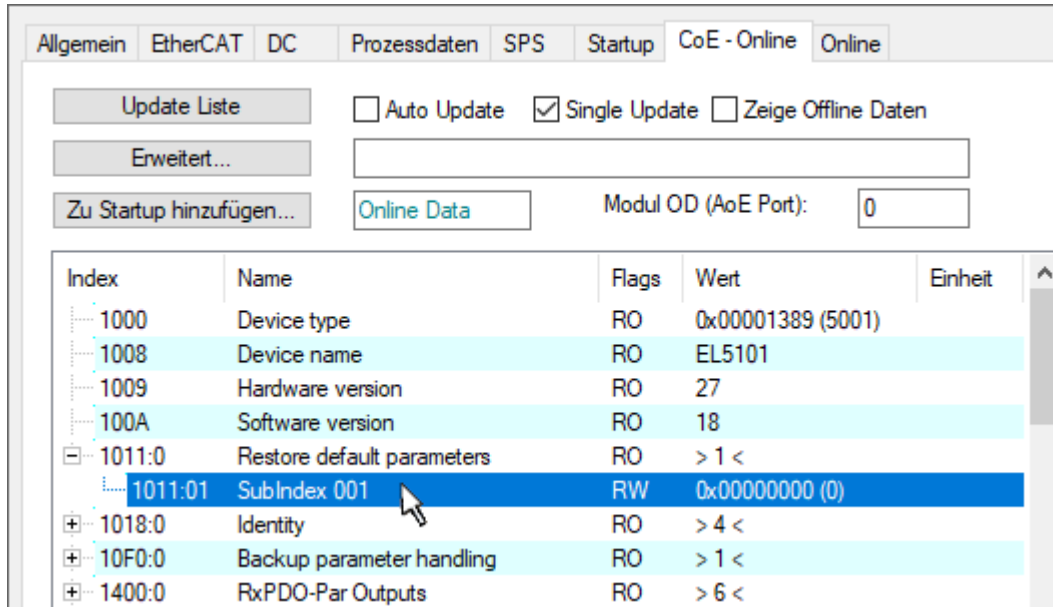 Allgemein EtherCAT DC Prozessdaten SPS Startup CoE - Online Online
Update Liste Auto Update Single Update Zeige Offline Daten
Erweitert...
Zu Startup hinzufügen... Online Data Modul OD (AoE Port): 0
Index Name Flags Wert Einheit
1000 Device type RO 0x00001389 (5001)
1008 Device name RO EL5101
1009 Hardware version RO 27
100A Software version RO 18
1011:0 Restore default parameters RO > 1 <
1011:01 SubIndex 001 RW 0x00000000 (0)
1018:0 Identity RO > 4 <
10F0:0 Backup parameter handling RO > 1 <
1400:0 RxPDO-Par Outputs RO > 6 <